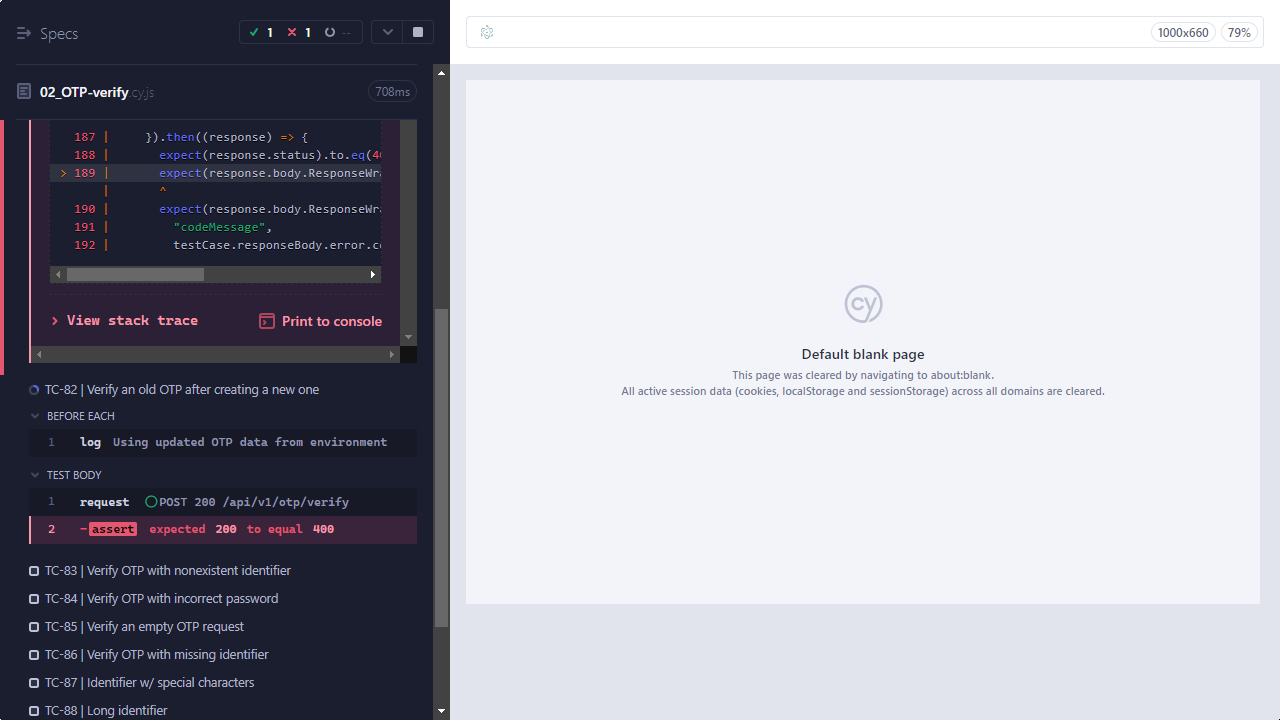 Specs
1
1
--
02_OTP-verify.cy.js
708ms
187 | }).then((response) => {
188 | expect(response.status).to.eq(40
> 189 | expect(response.body.ResponseWra
| ^
190 | expect(response.body.ResponseWra
191 | "codeMessage",
192 | testCase.responseBody.error.co
> View stack trace
Print to console
TC-82 | Verify an old OTP after creating a new one
BEFORE EACH
1 log Using updated OTP data from environment
TEST BODY
1 request POST 200 /api/v1/otp/verify
2 -assert expected 200 to equal 400
TC-83 | Verify OTP with nonexistent identifier
TC-84 | Verify OTP with incorrect password
TC-85 | Verify an empty OTP request
TC-86 | Verify OTP with missing identifier
TC-87 | Identifier w/ special characters
TC-88 | Long identifier
1000x660
79%
cy
Default blank page
This page was cleared by navigating to about:blank.
All active session data (cookies, localStorage and sessionStorage) across all domains are cleared.